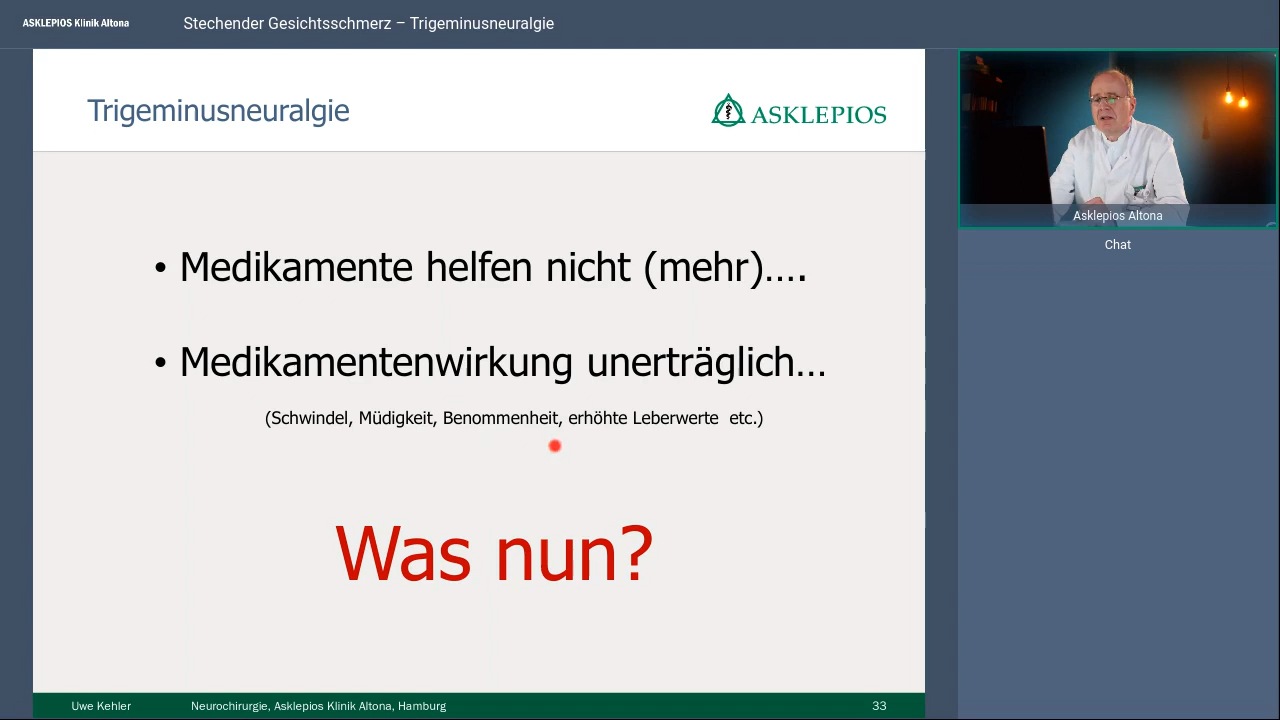 ASKLEPIOS Klinik Altona
Stechender Gesichtsschmerz – Trigeminusneuralgie
Trigeminusneuralgie
ASKLEPIOS
• Medikamente helfen nicht (mehr)….
• Medikamentenwirkung unerträglich…
(Schwindel, Müdigkeit, Benommenheit, erhöhte Leberwerte etc.)
Was nun?
Uwe Kehler
Neurochirurgie, Asklepios Klinik Altona, Hamburg
33
Asklepios Altona
Chat